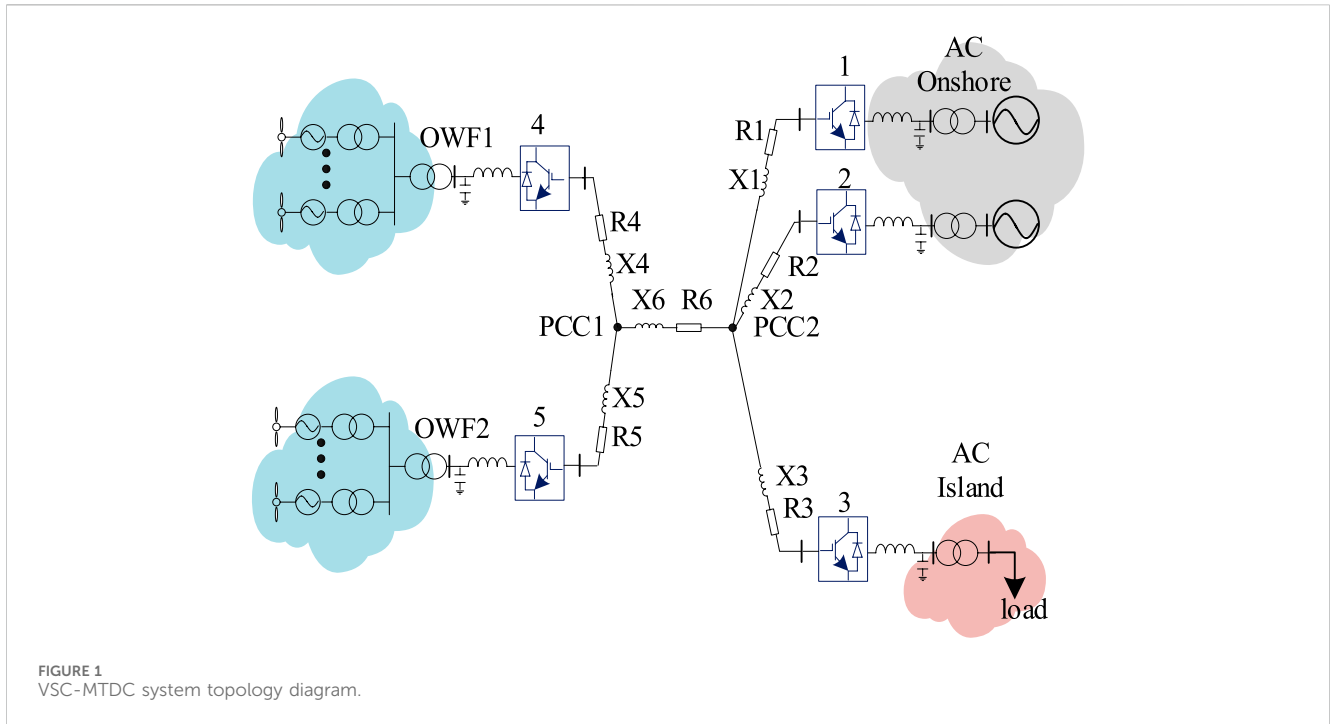 AC
Onshore
1
R1
X1
2
R2
X2
OWF1
4
R4
X4
X6
R6
PCC1
PCC2
X5
R5
OWF2
5
X3
R3
3
AC
Island
load
FIGURE 1
VSC-MTDC system topology diagram.